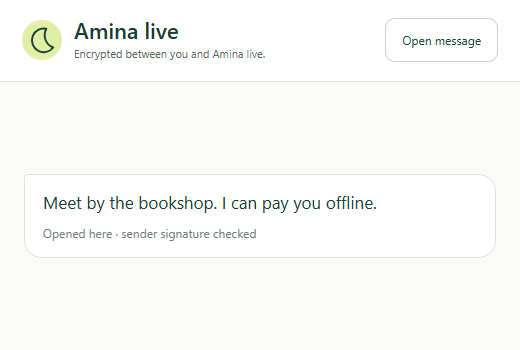 Amina live
Encrypted between you and Amina live.
Open message
Meet by the bookshop. I can pay you offline.
Opened here · sender signature checked